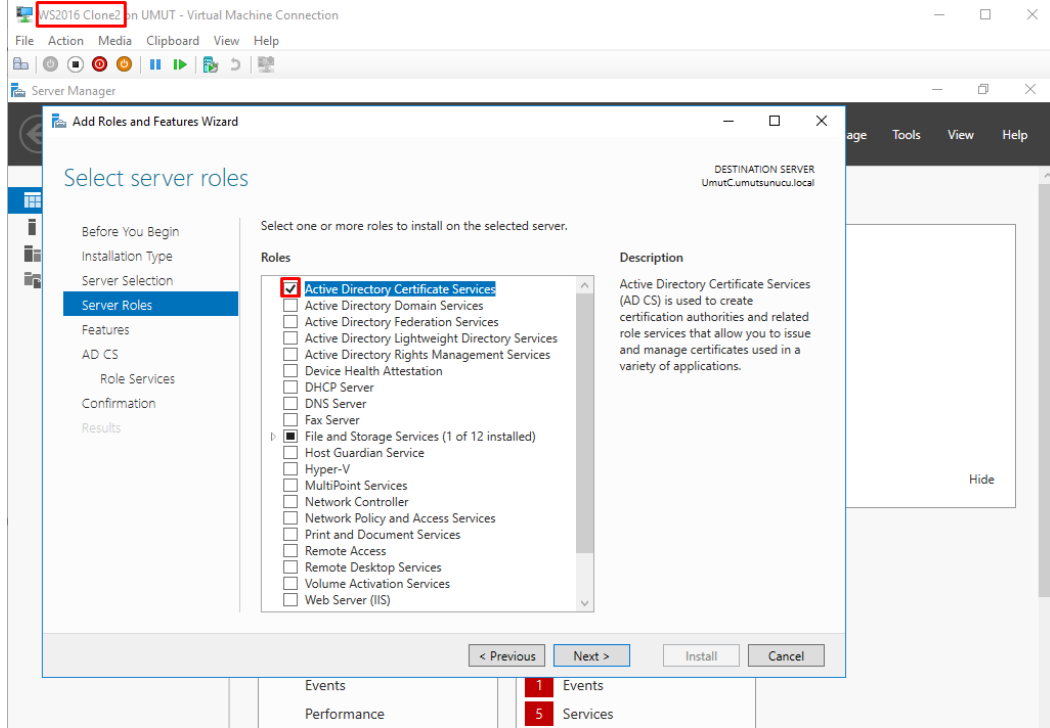 WS2016 Clone2 on UMUT - Virtual Machine Connection
File Action Media Clipboard View Help
Server Manager
Add Roles and Features Wizard
age Tools View Help
Select server roles
DESTINATION SERVER
UmutC.umutsunucu.local
Before You Begin
Installation Type
Server Selection
Server Roles
Features
AD CS
Role Services
Confirmation
Results
Select one or more roles to install on the selected server.
Roles
Active Directory Certificate Services
Active Directory Domain Services
Active Directory Federation Services
Active Directory Lightweight Directory Services
Active Directory Rights Management Services
Device Health Attestation
DHCP Server
DNS Server
Fax Server
File and Storage Services (1 of 12 installed)
Host Guardian Service
Hyper-V
MultiPoint Services
Network Controller
Network Policy and Access Services
Print and Document Services
Remote Access
Remote Desktop Services
Volume Activation Services
Web Server (IIS)
Description
Active Directory Certificate Services
(AD CS) is used to create
certification authorities and related
role services that allow you to issue
and manage certificates used in a
variety of applications.
Hide
< Previous Next > Install Cancel
Events
Performance
1 Events
5 Services